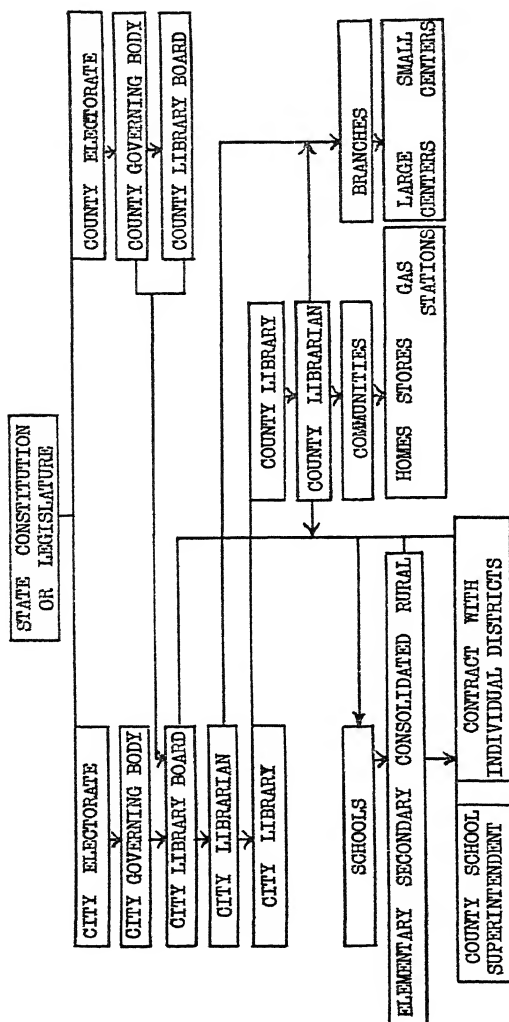 STATE CONSTITUTION
OR LEGISLATURE
CITY ELECTORATE
CITY GOVERNING BODY
CITY LIBRARY BOARD
CITY LIBRARIAN
CITY LIBRARY
COUNTY ELECTORATE
COUNTY GOVERNING BODY
COUNTY LIBRARY BOARD
COUNTY LIBRARY
COUNTY LIBRARIAN
COMMUNITIES
HOMES STORES GAS
STATIONS
BRANCHES
LARGE SMALL
CENTERS CENTERS
SCHOOLS
ELEMENTARY SECONDARY CONSOLIDATED RURAL
COUNTY SCHOOL
SUPERINTENDENT
CONTRACT WITH
INDIVIDUAL DISTRICTS